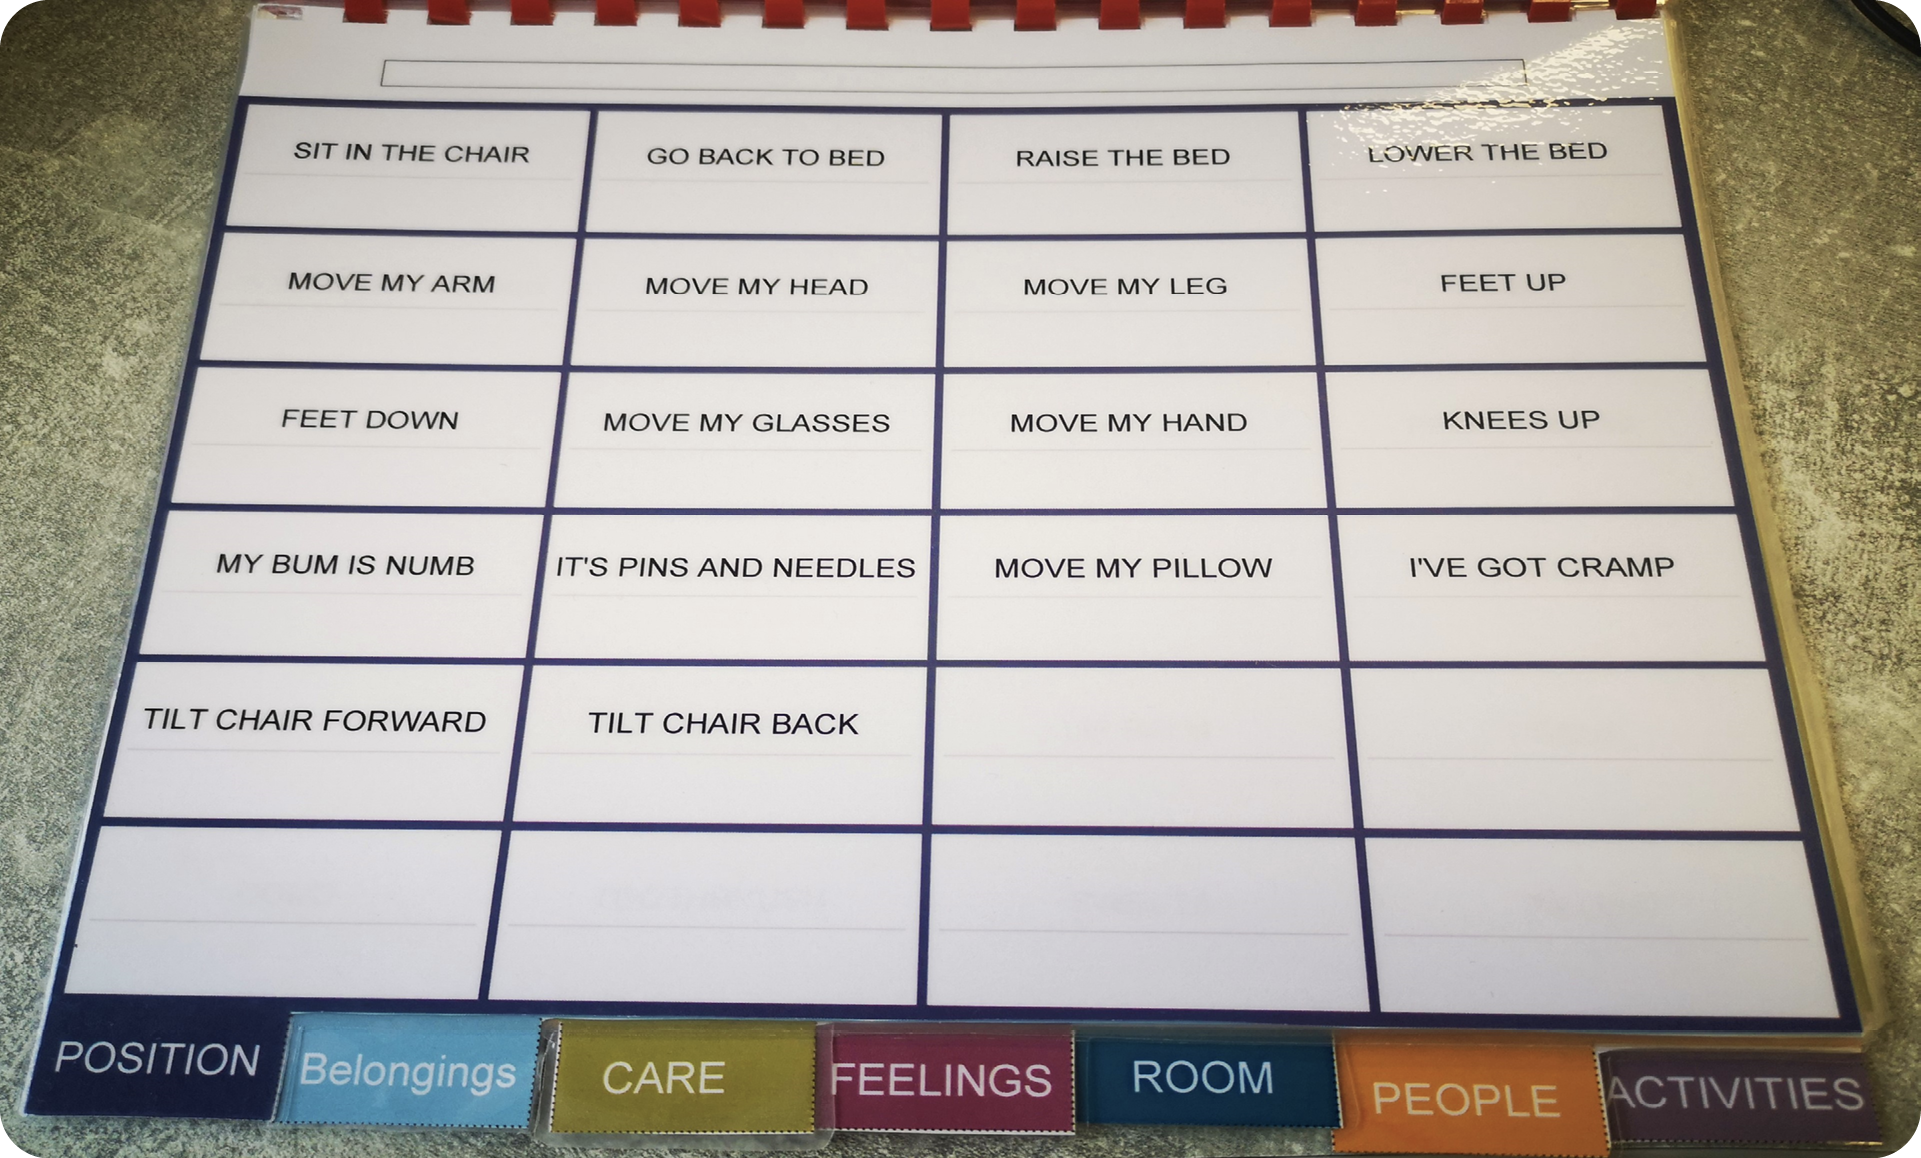 SIT IN THE CHAIR
GO BACK TO BED
RAISE THE BED
LOWER THE BED
MOVE MY ARM
MOVE MY HEAD
MOVE MY LEG
FEET UP
FEET DOWN
MOVE MY GLASSES
MOVE MY HAND
KNEES UP
MY BUM IS NUMB
IT'S PINS AND NEEDLES
MOVE MY PILLOW
I'VE GOT CRAMP
TILT CHAIR FORWARD
TILT CHAIR BACK
POSITION
Belongings
CARE
FEELINGS
ROOM
PEOPLE
ACTIVITIES